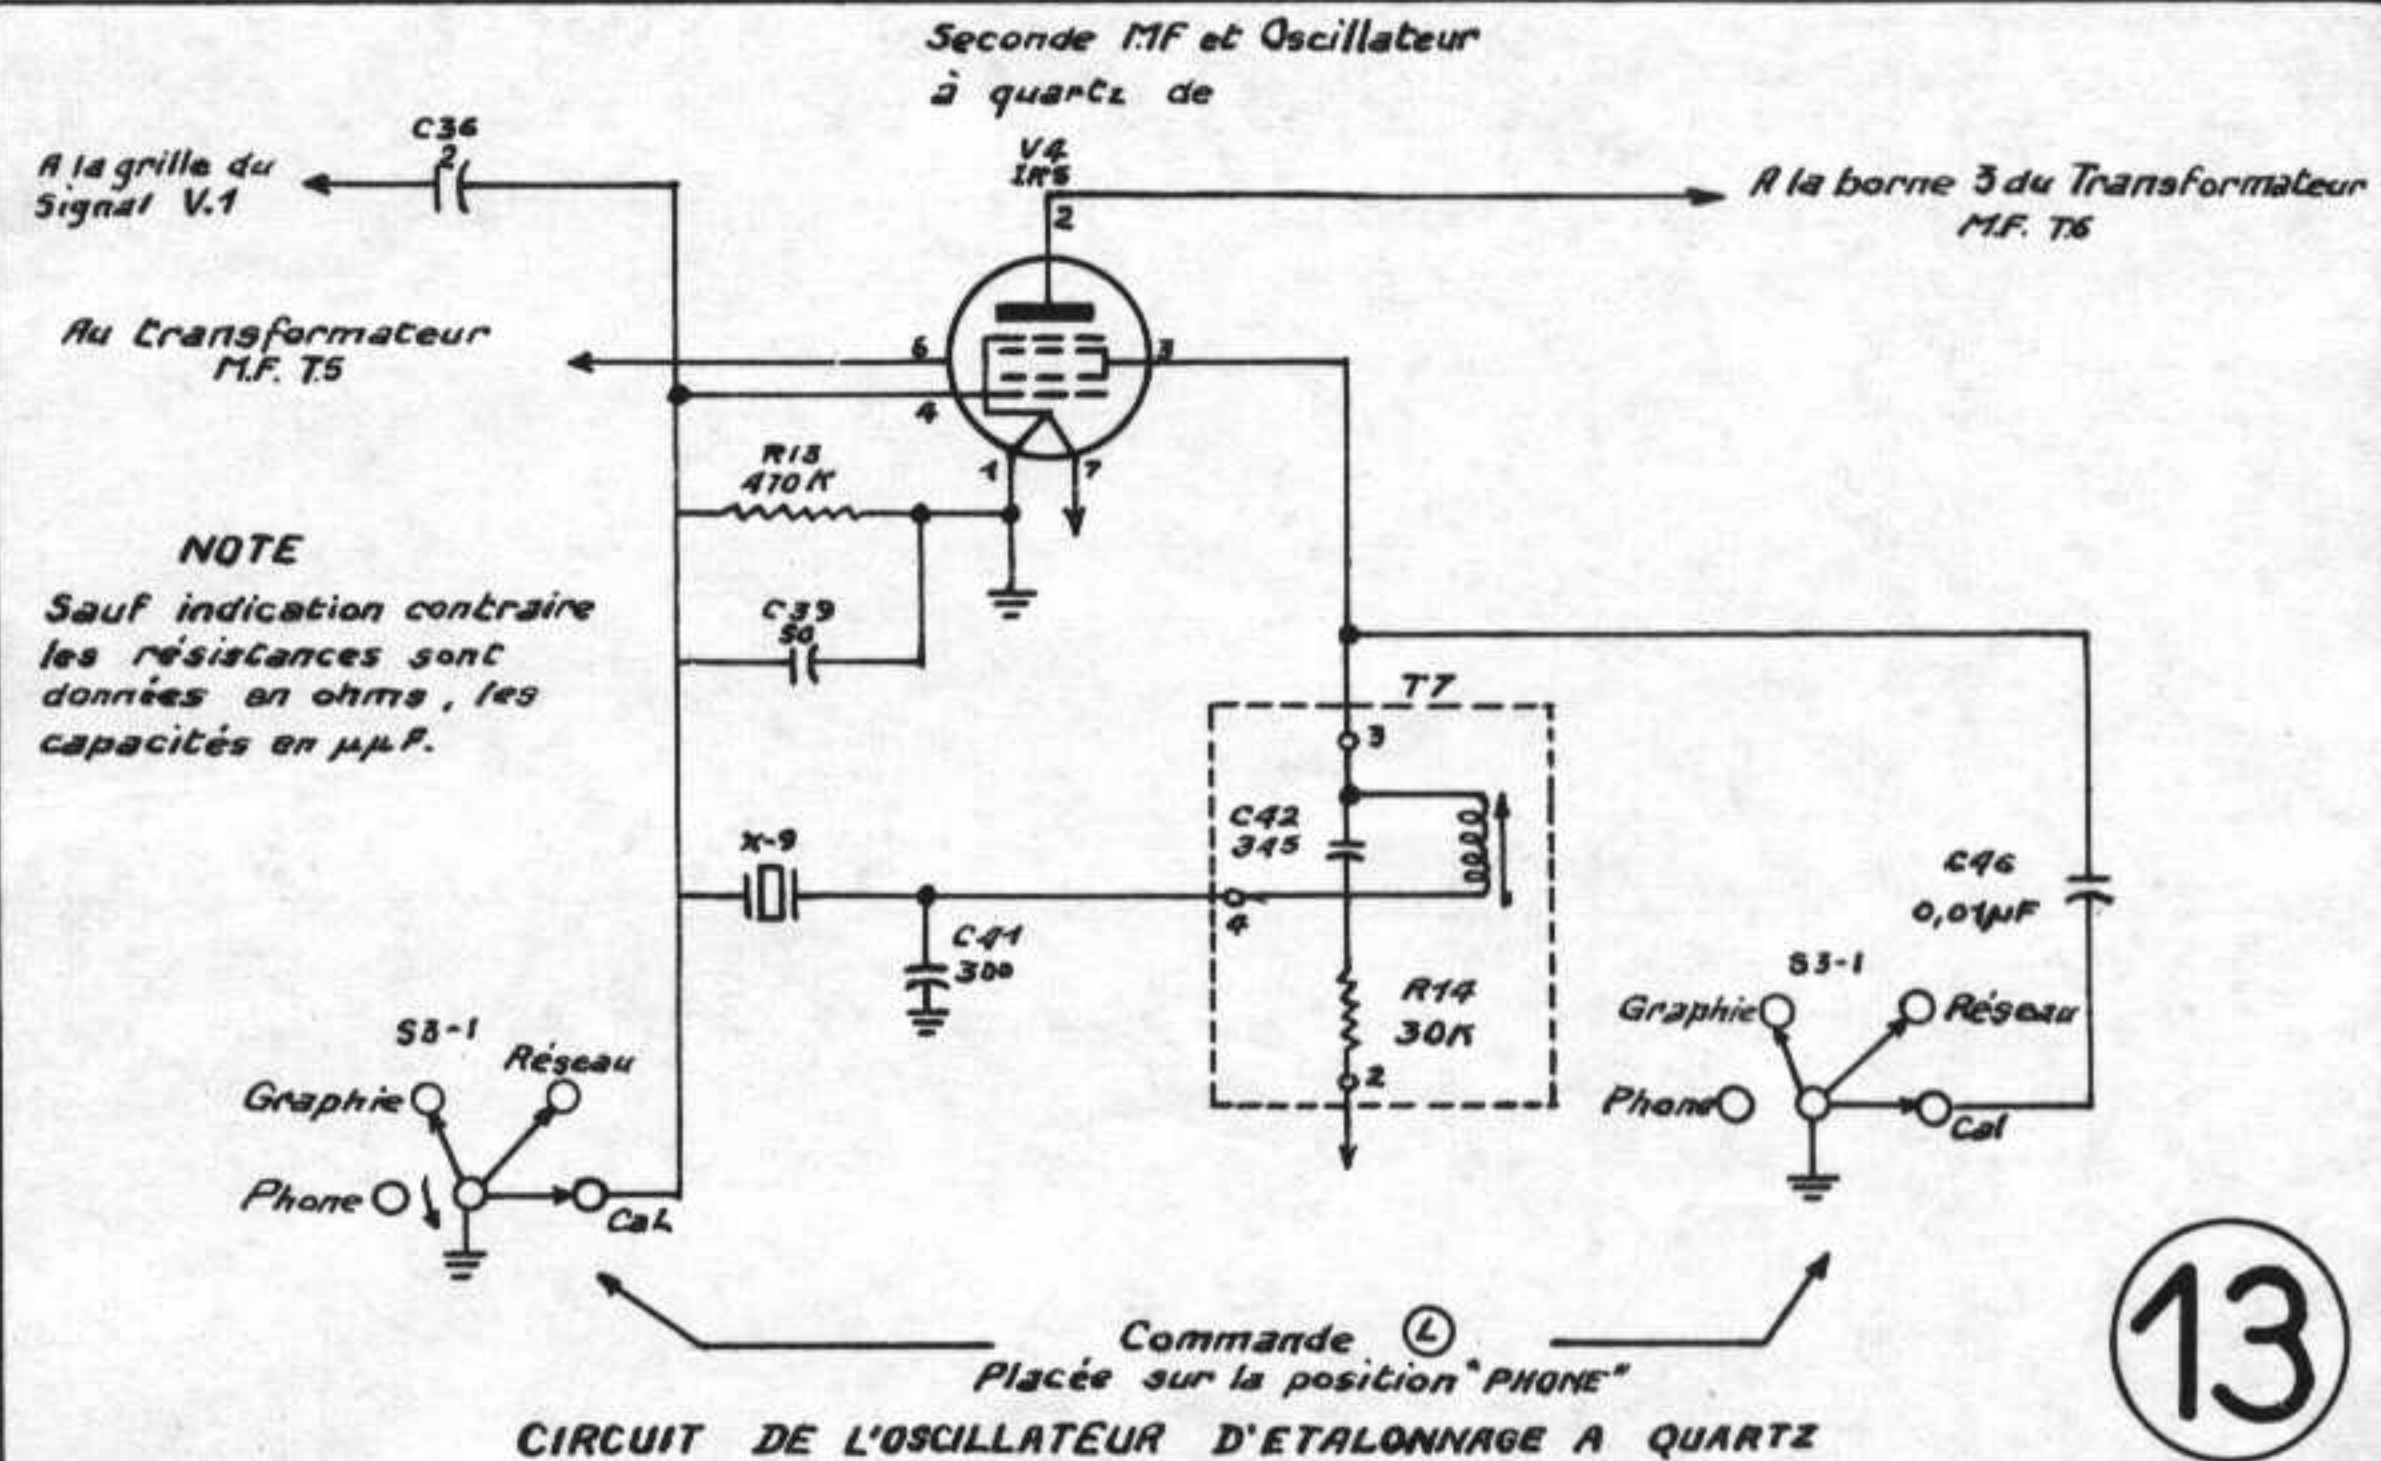 Seconde MF et Oscillateur
à quartz de
C36
2
A la grille du
Signal V.1
V4
1R5
2
A la borne 3 du Transformateur
M.F. T6
Au transformateur
M.F. T5
6
3
4
1
7
R13
470K
NOTE
Sauf indication contraire
les résistances sont
données en ohms, les
capacités en µµF.
C39
50
T7
3
C42
315
X-9
4
C41
300
R14
30K
2
C46
0,01µF
S3-1
Graphie
Réseau
Phone
Cal
S3-1
Graphie
Réseau
Phone
Cal
Commande L
Placée sur la position "PHONE"
CIRCUIT DE L'OSCILLATEUR D'ETALONNAGE A QUARTZ
13